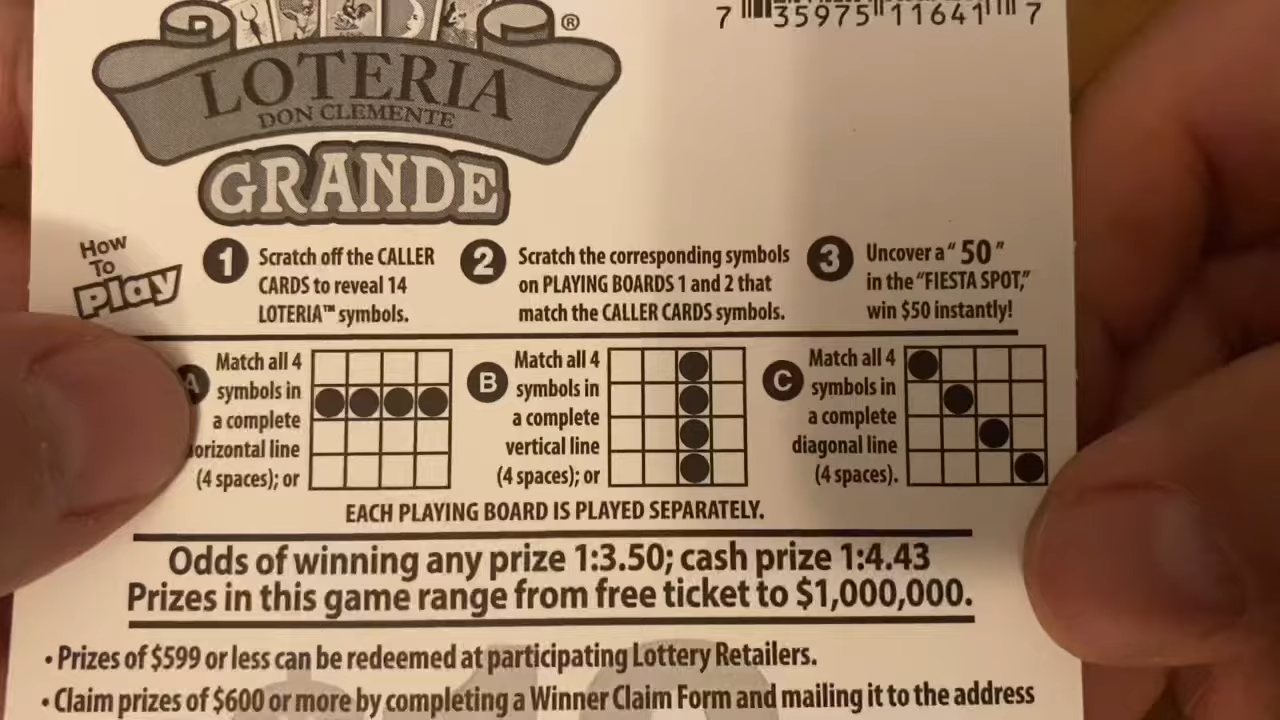 7 35975 11641 7
LOTERIA ®
DON CLEMENTE
GRANDE
How
To
Play
1 Scratch off the CALLER
CARDS to reveal 14
LOTERIA™ symbols.
2 Scratch the corresponding symbols
on PLAYING BOARDS 1 and 2 that
match the CALLER CARDS symbols.
3 Uncover a “ 50 ”
in the “FIESTA SPOT,”
win $50 instantly!
A Match all 4
symbols in
a complete
orizontal line
(4 spaces); or
B Match all 4
symbols in
a complete
vertical line
(4 spaces); or
C Match all 4
symbols in
a complete
diagonal line
(4 spaces).
EACH PLAYING BOARD IS PLAYED SEPARATELY.
Odds of winning any prize 1:3.50; cash prize 1:4.43
Prizes in this game range from free ticket to $1,000,000.
• Prizes of $599 or less can be redeemed at participating Lottery Retailers.
• Claim prizes of $600 or more by completing a Winner Claim Form and mailing it to the address